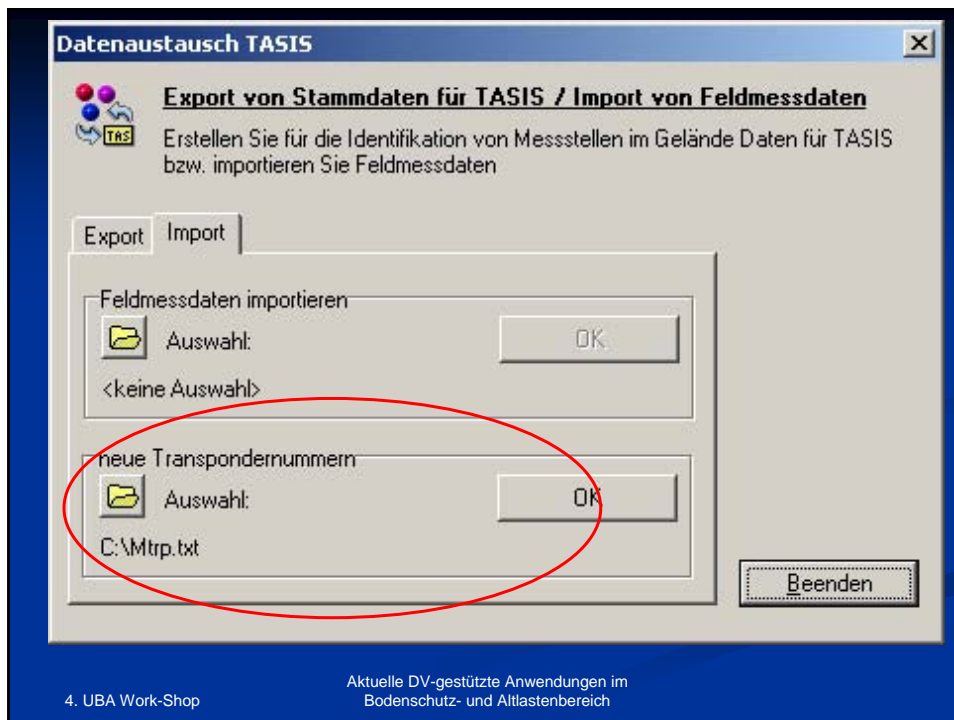 Datenaustausch TASIS
Export von Stammdaten für TASIS / Import von Feldmessdaten
TAS
Erstellen Sie für die Identifikation von Messstellen im Gelände Daten für TASIS
bzw. importieren Sie Feldmessdaten
Export
Import
Feldmessdaten importieren
Auswahl:
OK
<keine Auswahl>
neue Transpondernummern
Auswahl:
OK
C:\Mtrp.txt
Beenden
4. UBA Work-Shop
Aktuelle DV-gestützte Anwendungen im
Bodenschutz- und Altlastenbereich